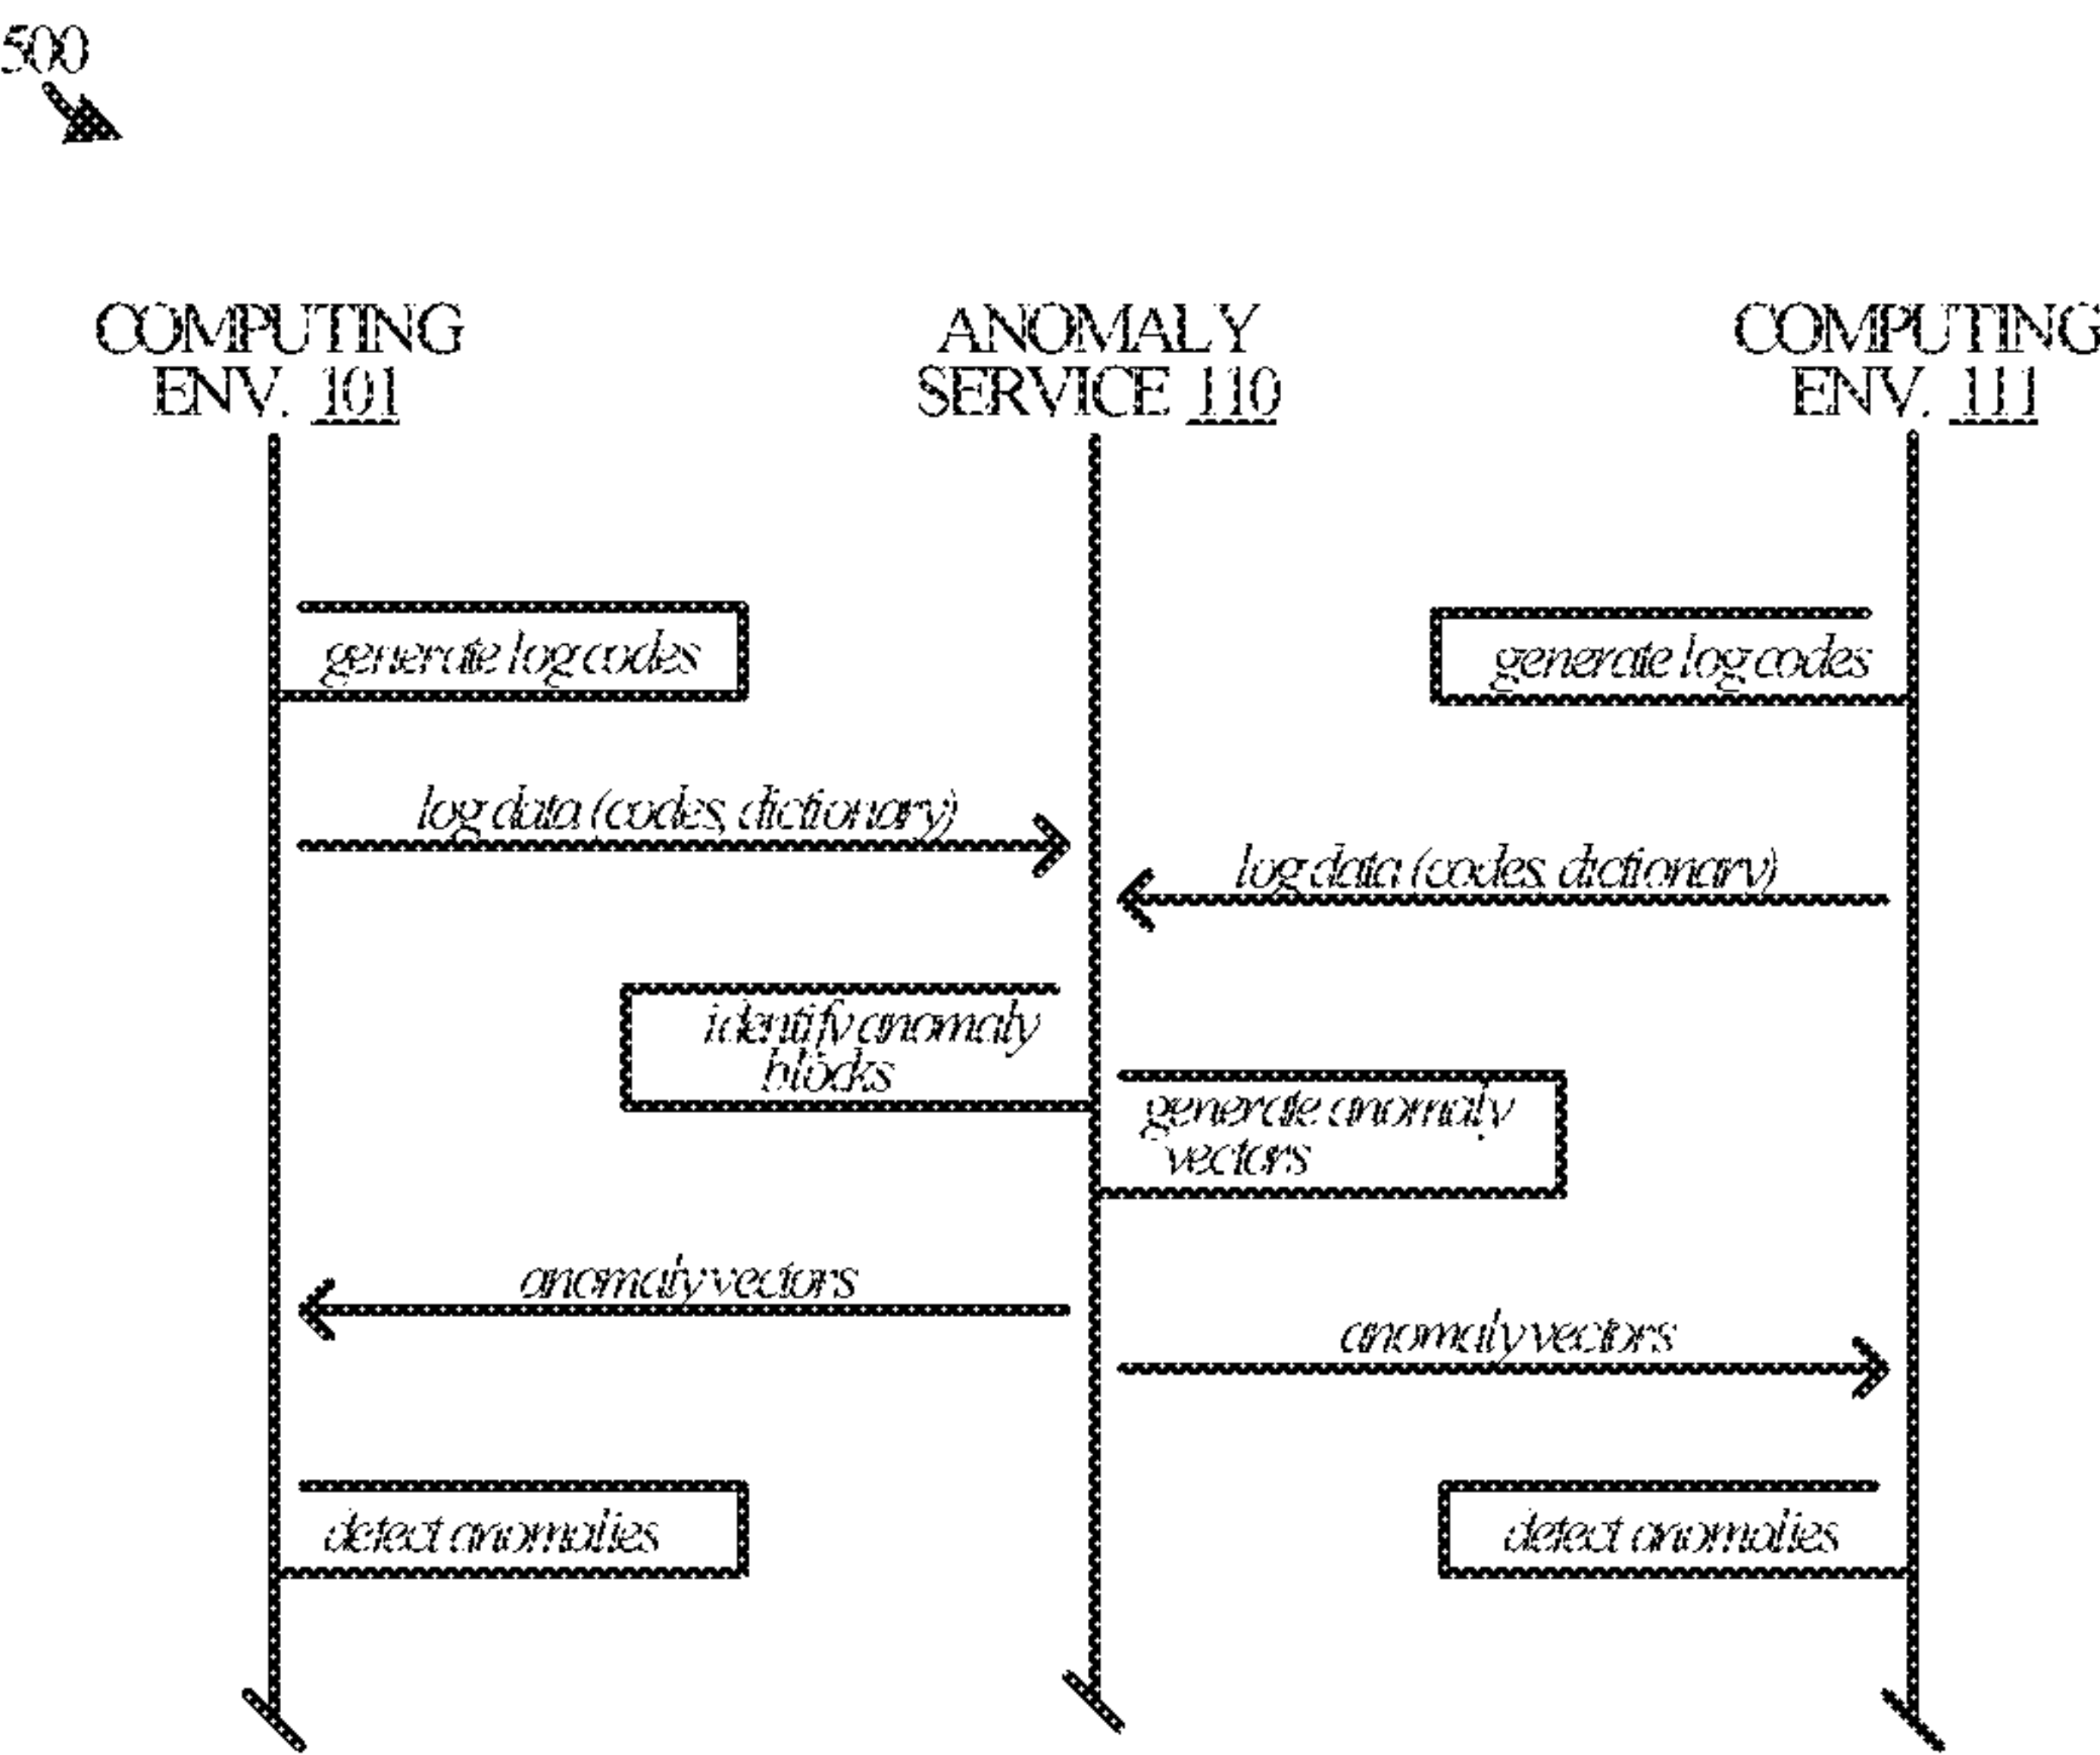 500
COMPUTING
ENV. 101
ANOMALY
SERVICE 110
COMPUTING
ENV. 111
generate log codes
generate log codes
log data (codes, dictionary)
log data (codes, dictionary)
identify anomaly
blocks
generate anomaly
vectors
anomaly vectors
anomaly vectors
detect anomalies
detect anomalies